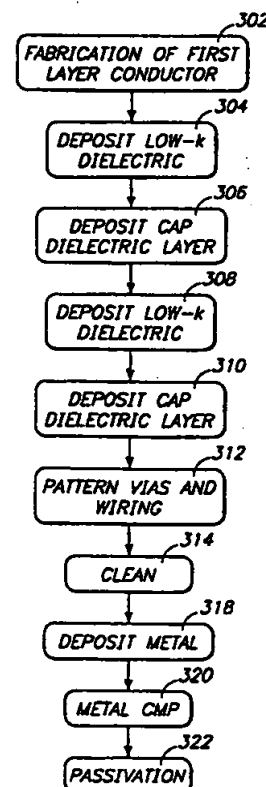 302
FABRICATION OF FIRST
LAYER CONDUCTOR
304
DEPOSIT LOW-k
DIELECTRIC
306
DEPOSIT CAP
DIELECTRIC LAYER
308
DEPOSIT LOW-k
DIELECTRIC
310
DEPOSIT CAP
DIELECTRIC LAYER
312
PATTERN VIAS AND
WIRING
314
CLEAN
318
DEPOSIT METAL
320
METAL CMP
322
PASSIVATION